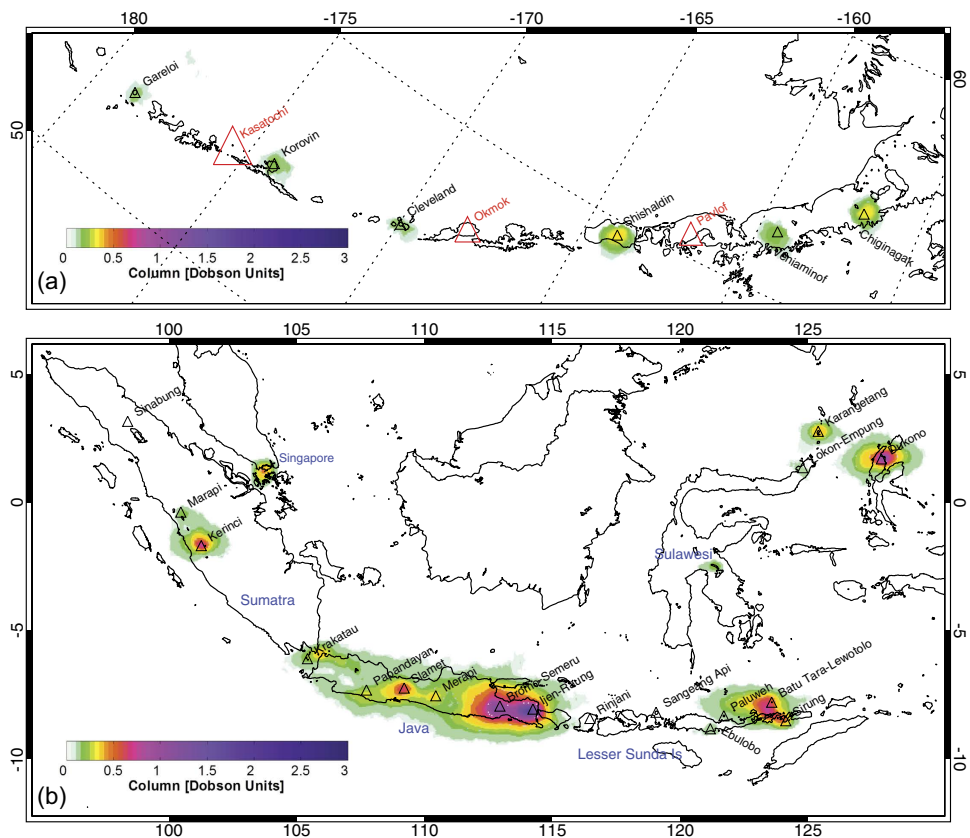 180 -175 -170 -165 -160
50
60
Gareloi
Kasatochi
Korovin
Cleveland
Okmok
Shishaldin
Pavlof
Veniaminof
Chiginagak
0 0.5 1 1.5 2 2.5 3
Column [Dobson Units]
(a)
100 105 110 115 120 125
5 5
Sinabung
Karangetang
Lokon-Empung
Dukono
Singapore
Marapi
0 0
Kerinci
Sulawesi
Sumatra
-5 -5
Krakatau
Papandayan
Slamet
Merapi
Bromo
Semeru
Ijen-Raung
Rinjani
Sangeang Api
Paluweh
Batu Tara-Lewotolo
Sirung
Ebulobo
Java
Lesser Sunda Is
-10 -10
0 0.5 1 1.5 2 2.5 3
Column [Dobson Units]
(b)
100 105 110 115 120 125